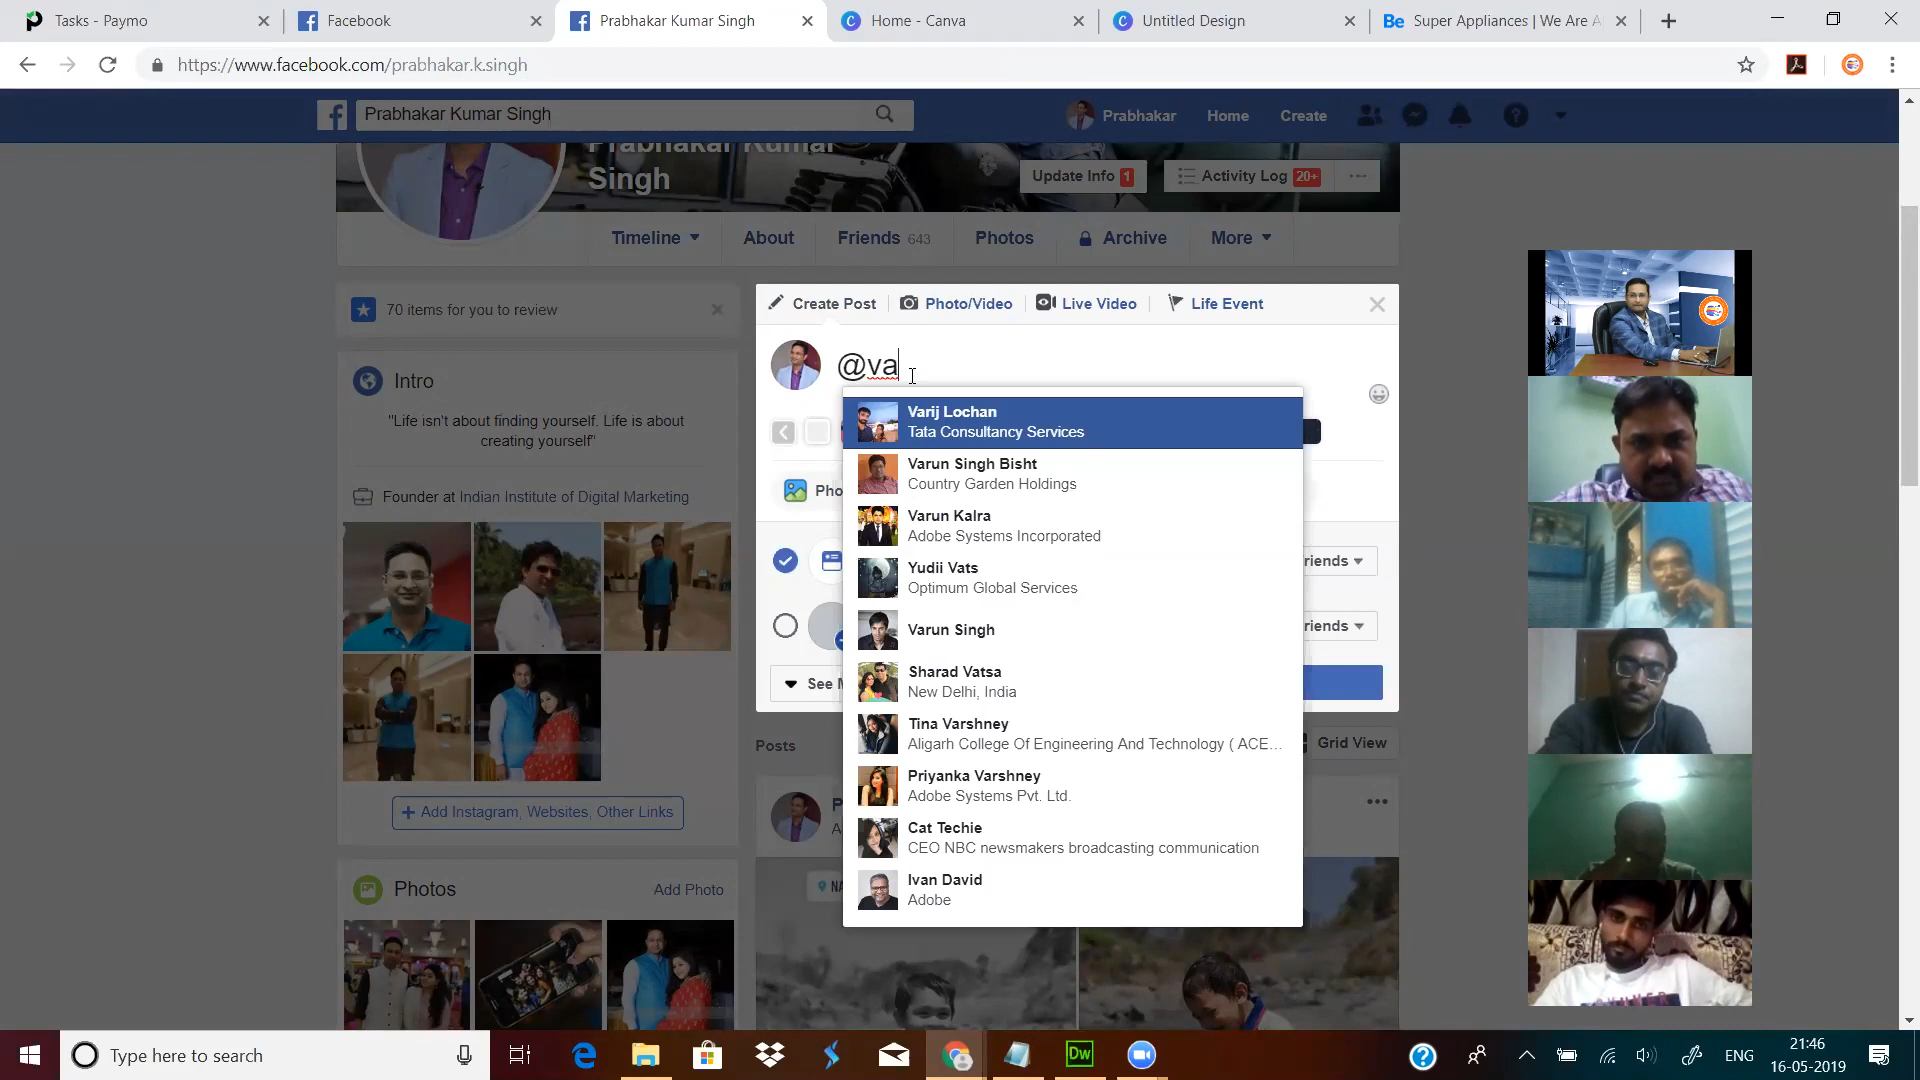 Tasks - Paymo
Facebook
Prabhakar Kumar Singh
Home - Canva
Untitled Design
Be Super Appliances | We Are A
https://www.facebook.com/prabhakar.k.singh
Prabhakar Kumar Singh
Prabhakar
Home
Create
Prabhakar Kumar
Singh
Update Info 1
Activity Log 20+
Timeline
About
Friends 643
Photos
Archive
More
70 items for you to review
Intro
"Life isn't about finding yourself. Life is about
creating yourself"
Founder at Indian Institute of Digital Marketing
+ Add Instagram, Websites, Other Links
Photos
Add Photo
Create Post
Photo/Video
Live Video
Life Event
@va
Pho
riends
riends
See M
Varij Lochan
Tata Consultancy Services
Varun Singh Bisht
Country Garden Holdings
Varun Kalra
Adobe Systems Incorporated
Yudii Vats
Optimum Global Services
Varun Singh
Sharad Vatsa
New Delhi, India
Tina Varshney
Aligarh College Of Engineering And Technology ( ACE...
Priyanka Varshney
Adobe Systems Pvt. Ltd.
Cat Techie
CEO NBC newsmakers broadcasting communication
Ivan David
Adobe
Posts
Grid View
P
A
NA
Type here to search
Dw
ENG
21:46
16-05-2019